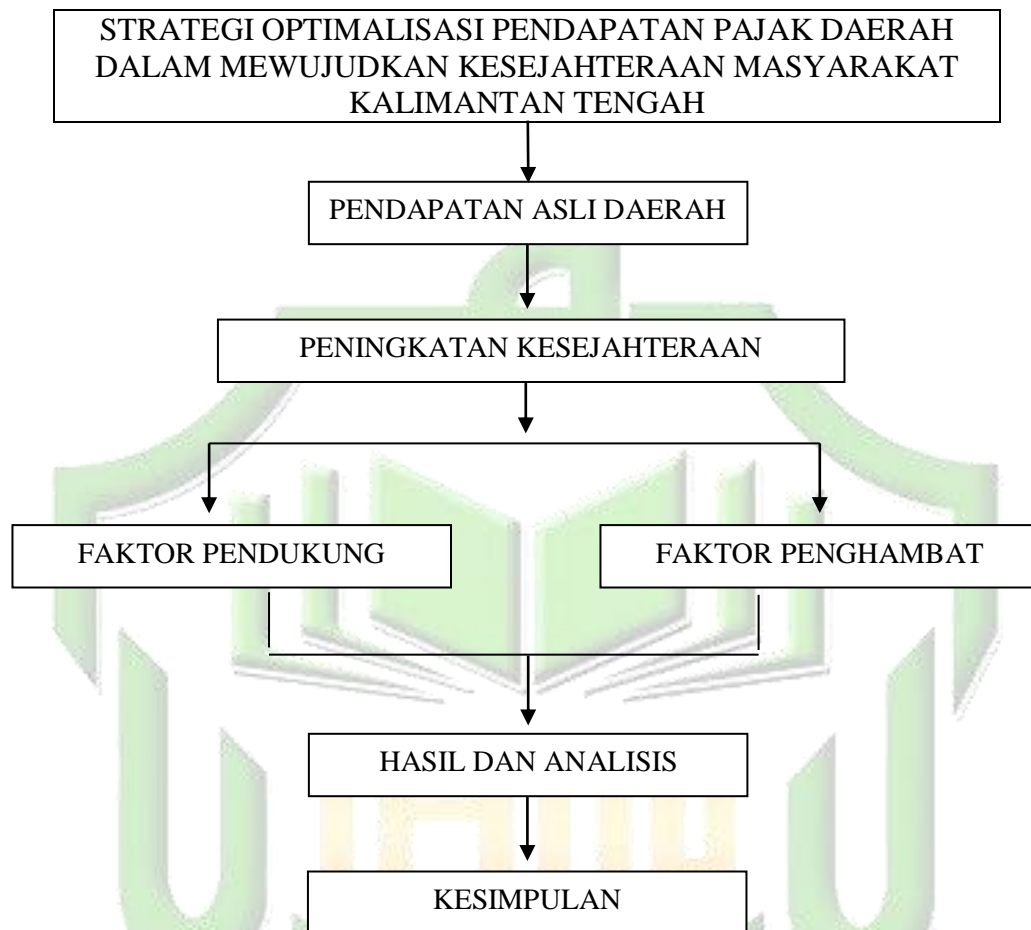 STRATEGI OPTIMALISASI PENDAPATAN PAJAK DAERAH
DALAM MEWUJUDKAN KESEJAHTERAAN MASYARAKAT
KALIMANTAN TENGAH
PENDAPATAN ASLI DAERAH
PENINGKATAN KESEJAHTERAAN
FAKTOR PENDUKUNG
FAKTOR PENGHAMBAT
HASIL DAN ANALISIS
KESIMPULAN